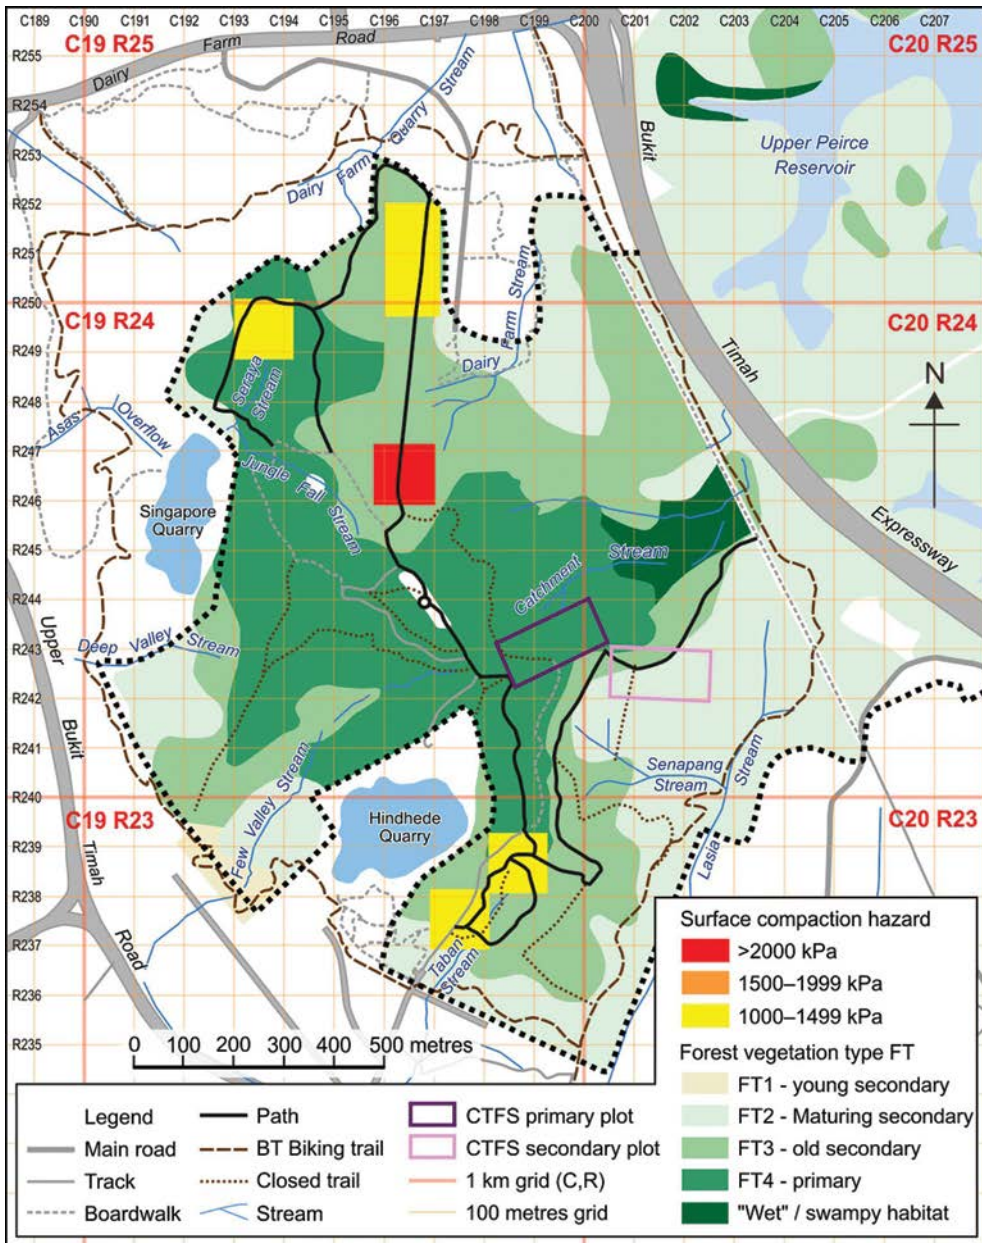 C189 C190 C191 C192 C193 C194 C195 C196 C197 C198 C199 C200 C201 C202 C203 C204 C205 C206 C207
C19 R25
C20 R25
Dairy Farm Road
R255
R254
R253
R252
R251
R250
R249
R248
R247
R246
R245
R244
R243
R242
R241
R240
R239
R238
R237
R236
R235
Dairy Farm Quarry Stream
Bukit Timah Expressway
Upper Peirce
Reservoir
C19 R24
C20 R24
Dairy Farm Stream
Seraya
Stream
Asas Overflow
Jungle Fall Stream
Singapore
Quarry
N
Catchment Stream
Upper Bukit Timah Road
Deep Valley Stream
Few Valley Stream
Senapang
Stream
Lasia Stream
C19 R23
C20 R23
Hindhede
Quarry
Taban
Stream
0 100 200 300 400 500 metres
Surface compaction hazard
>2000 kPa
1500–1999 kPa
1000–1499 kPa
Forest vegetation type FT
FT1 - young secondary
FT2 - Maturing secondary
FT3 - old secondary
FT4 - primary
"Wet" / swampy habitat
Legend
Main road
Track
Boardwalk
Path
BT Biking trail
Closed trail
Stream
CTFS primary plot
CTFS secondary plot
1 km grid (C,R)
100 metres grid